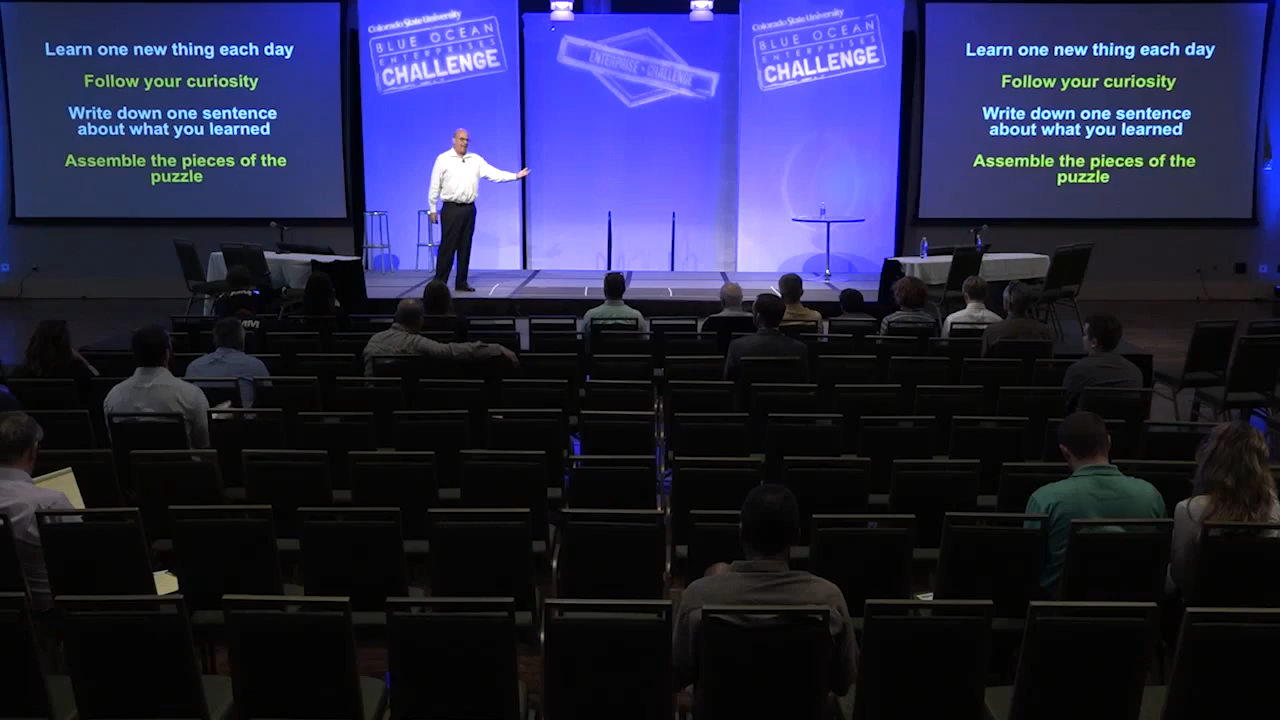 Learn one new thing each day
Follow your curiosity
Write down one sentence
about what you learned
Assemble the pieces of the
puzzle
Colorado State University
BLUE OCEAN
ENTERPRISES
CHALLENGE
ENTERPRISE CHALLENGE
Colorado State University
BLUE OCEAN
ENTERPRISES
CHALLENGE
Learn one new thing each day
Follow your curiosity
Write down one sentence
about what you learned
Assemble the pieces of the
puzzle